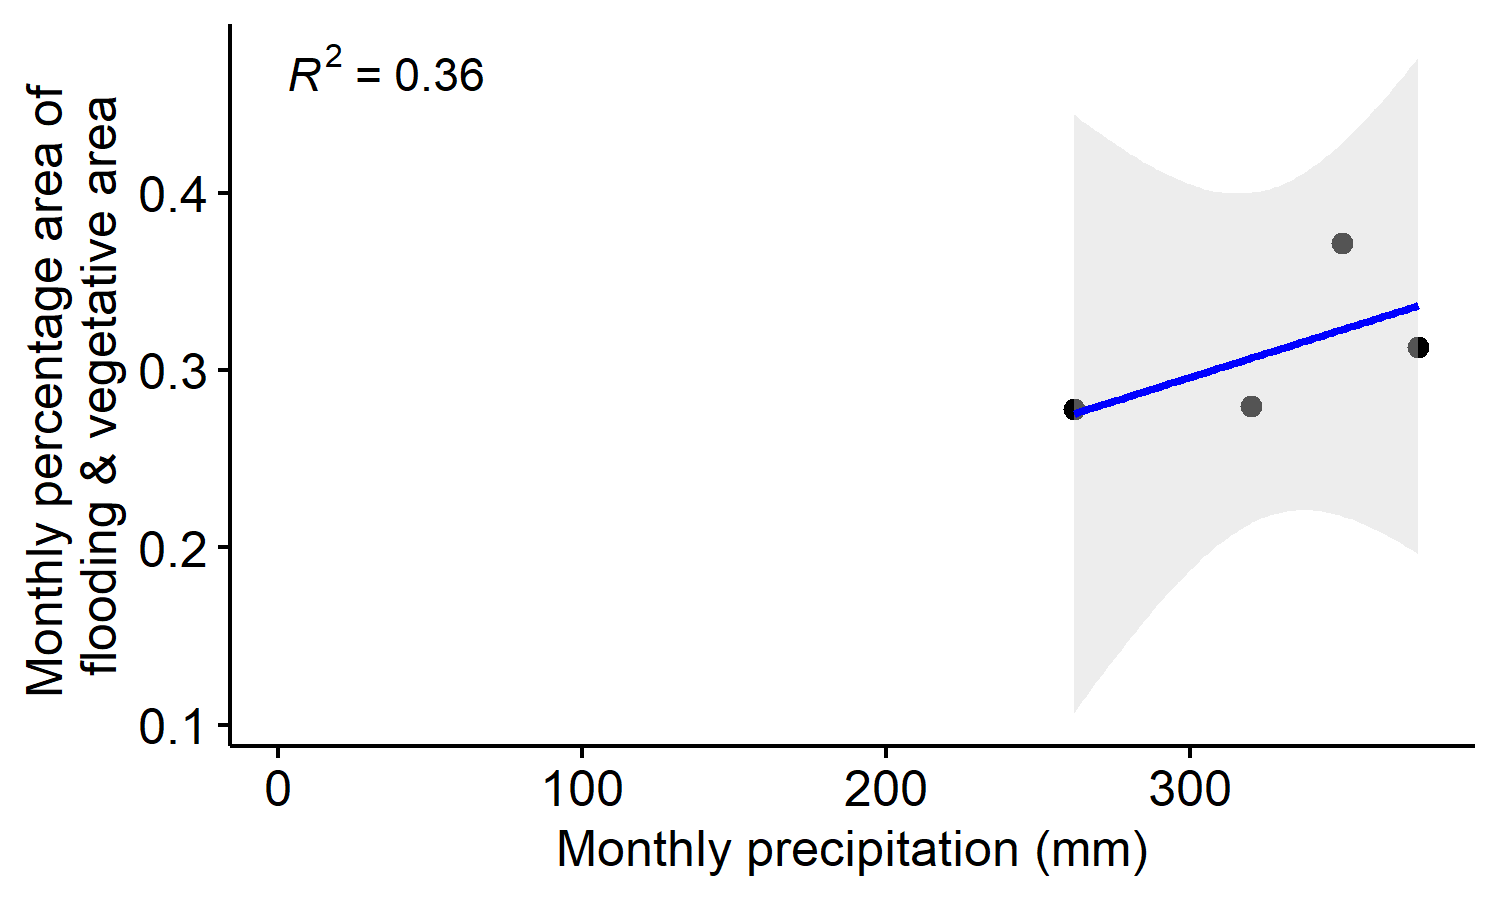 R² = 0.36
Monthly percentage area of
flooding & vegetative area
0.4
0.3
0.2
0.1
0 100 200 300
Monthly precipitation (mm)